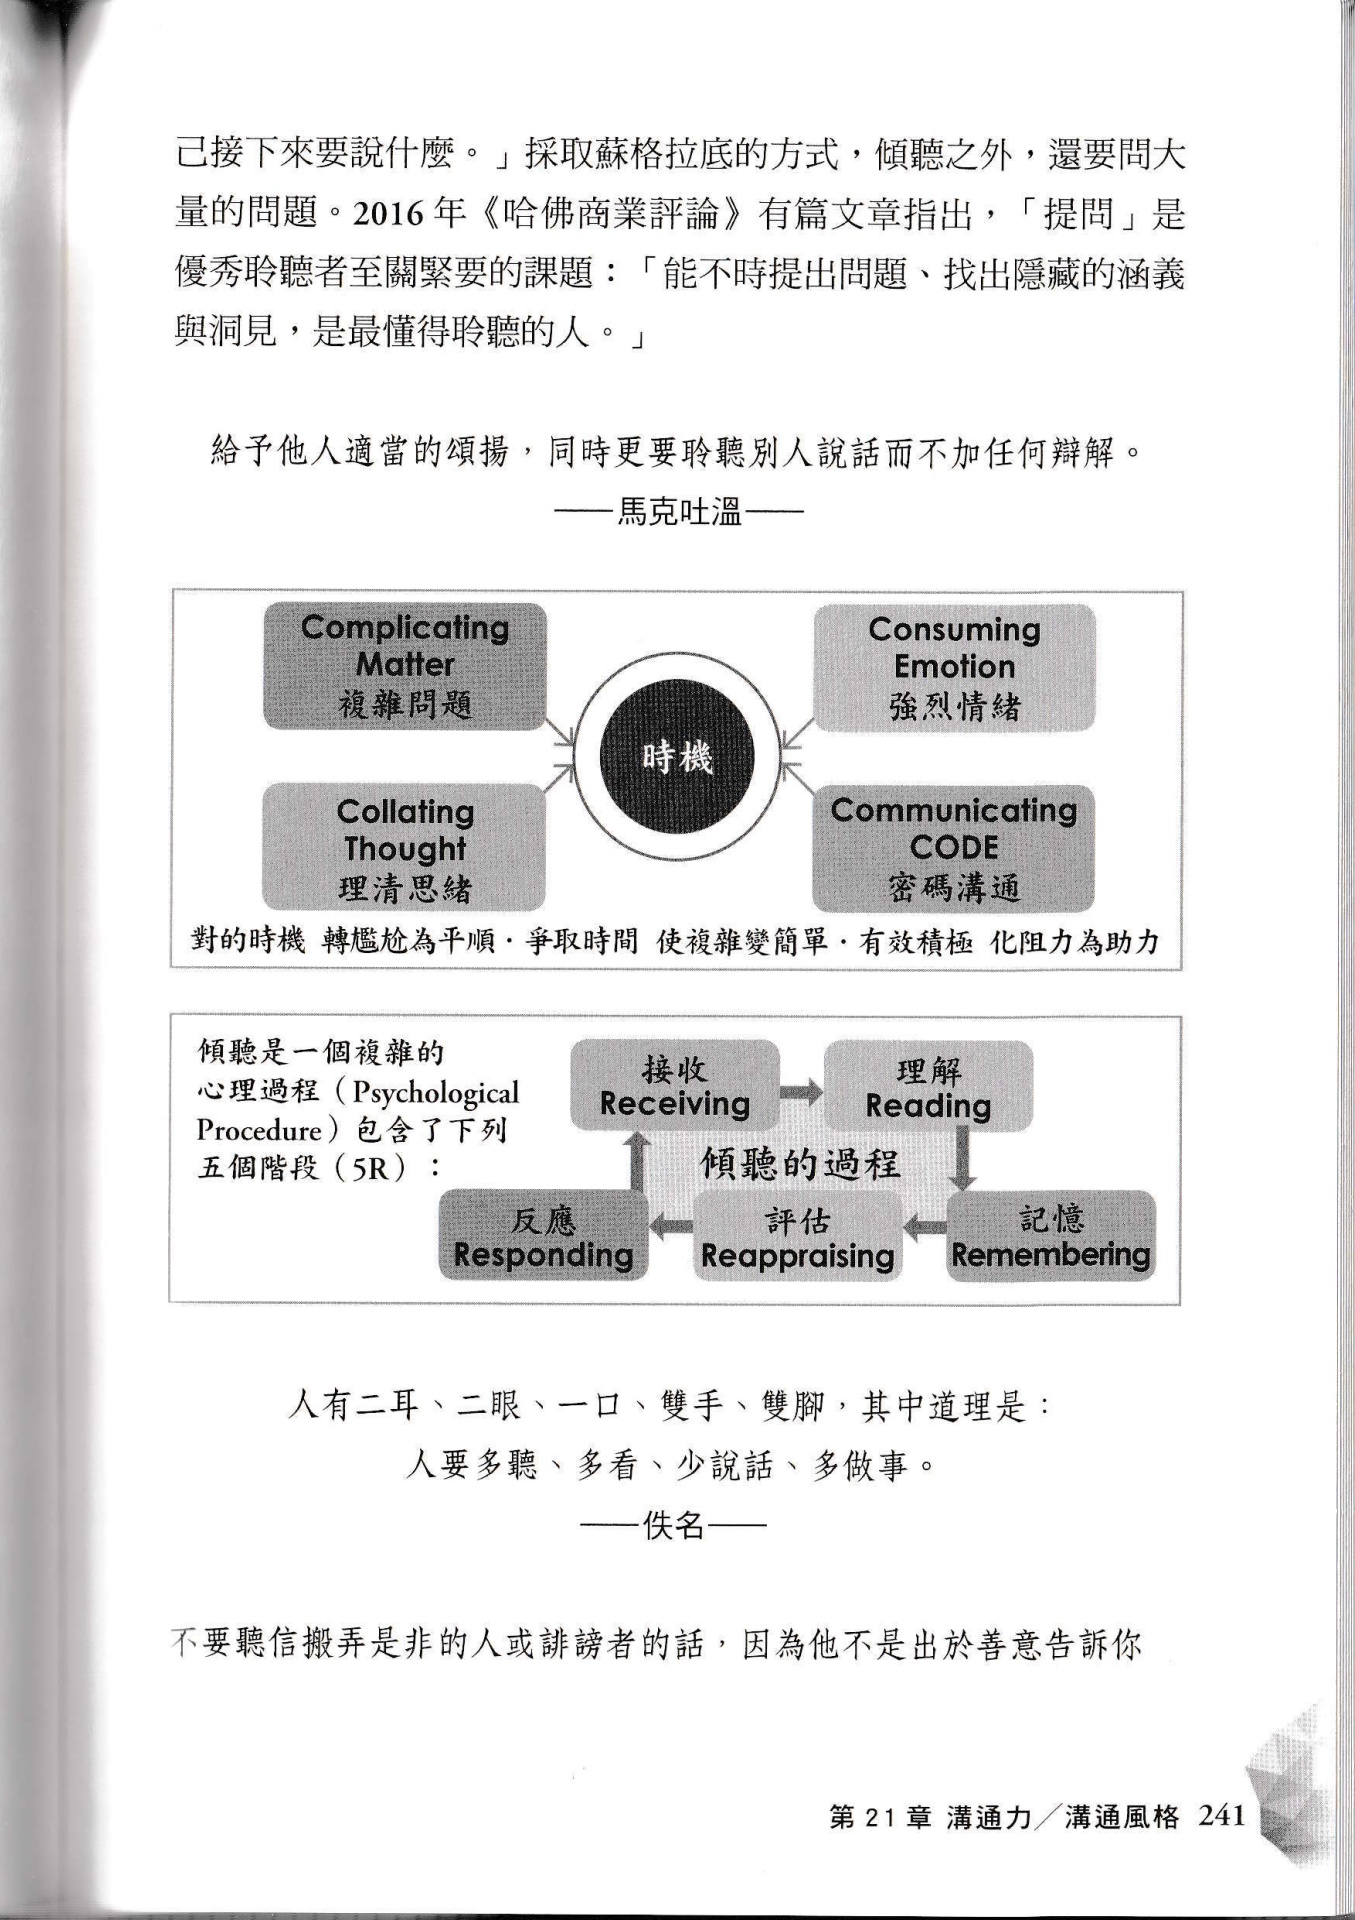 己接下來要說什麼。」採取蘇格拉底的方式，傾聽之外，還要問大
量的問題。2016 年《哈佛商業評論》有篇文章指出，「提問」是
優秀聆聽者至關緊要的課題：「能不時提出問題、找出隱藏的涵義
與洞見，是最懂得聆聽的人。」
給予他人適當的頌揚，同時更要聆聽別人說話而不加任何辯解。
——馬克吐溫——
Complicating
Matter
複雜問題
Consuming
Emotion
強烈情緒
時機
Collating
Thought
理清思緒
Communicating
CODE
密碼溝通
對的時機 轉尷尬為平順．爭取時間 使複雜變簡單．有效積極 化阻力為助力
傾聽是一個複雜的
心理過程（Psychological
Procedure）包含了下列
五個階段（5R）：
接收
Receiving
理解
Reading
傾聽的過程
反應
Responding
評估
Reappraising
記憶
Remembering
人有二耳、二眼、一口、雙手、雙腳，其中道理是：
人要多聽、多看、少說話、多做事。
——佚名——
不要聽信搬弄是非的人或誹謗者的話，因為他不是出於善意告訴你
第 21 章 溝通力／溝通風格 241